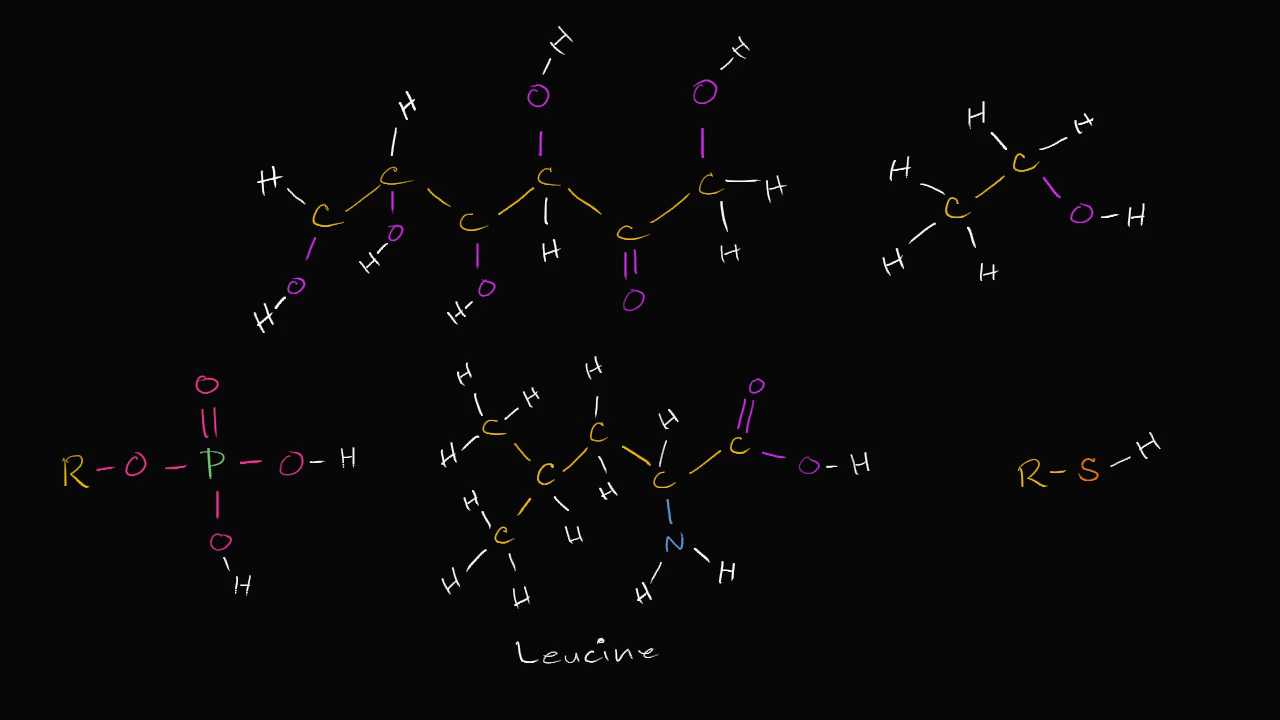 H H
H O O H H
H C C C H
C C C C O H
H O O H H H
H H O
H H O
O H H H C
R O P O H H C C C O H R S H
H H H
O C H N
H H H H H
Leucine